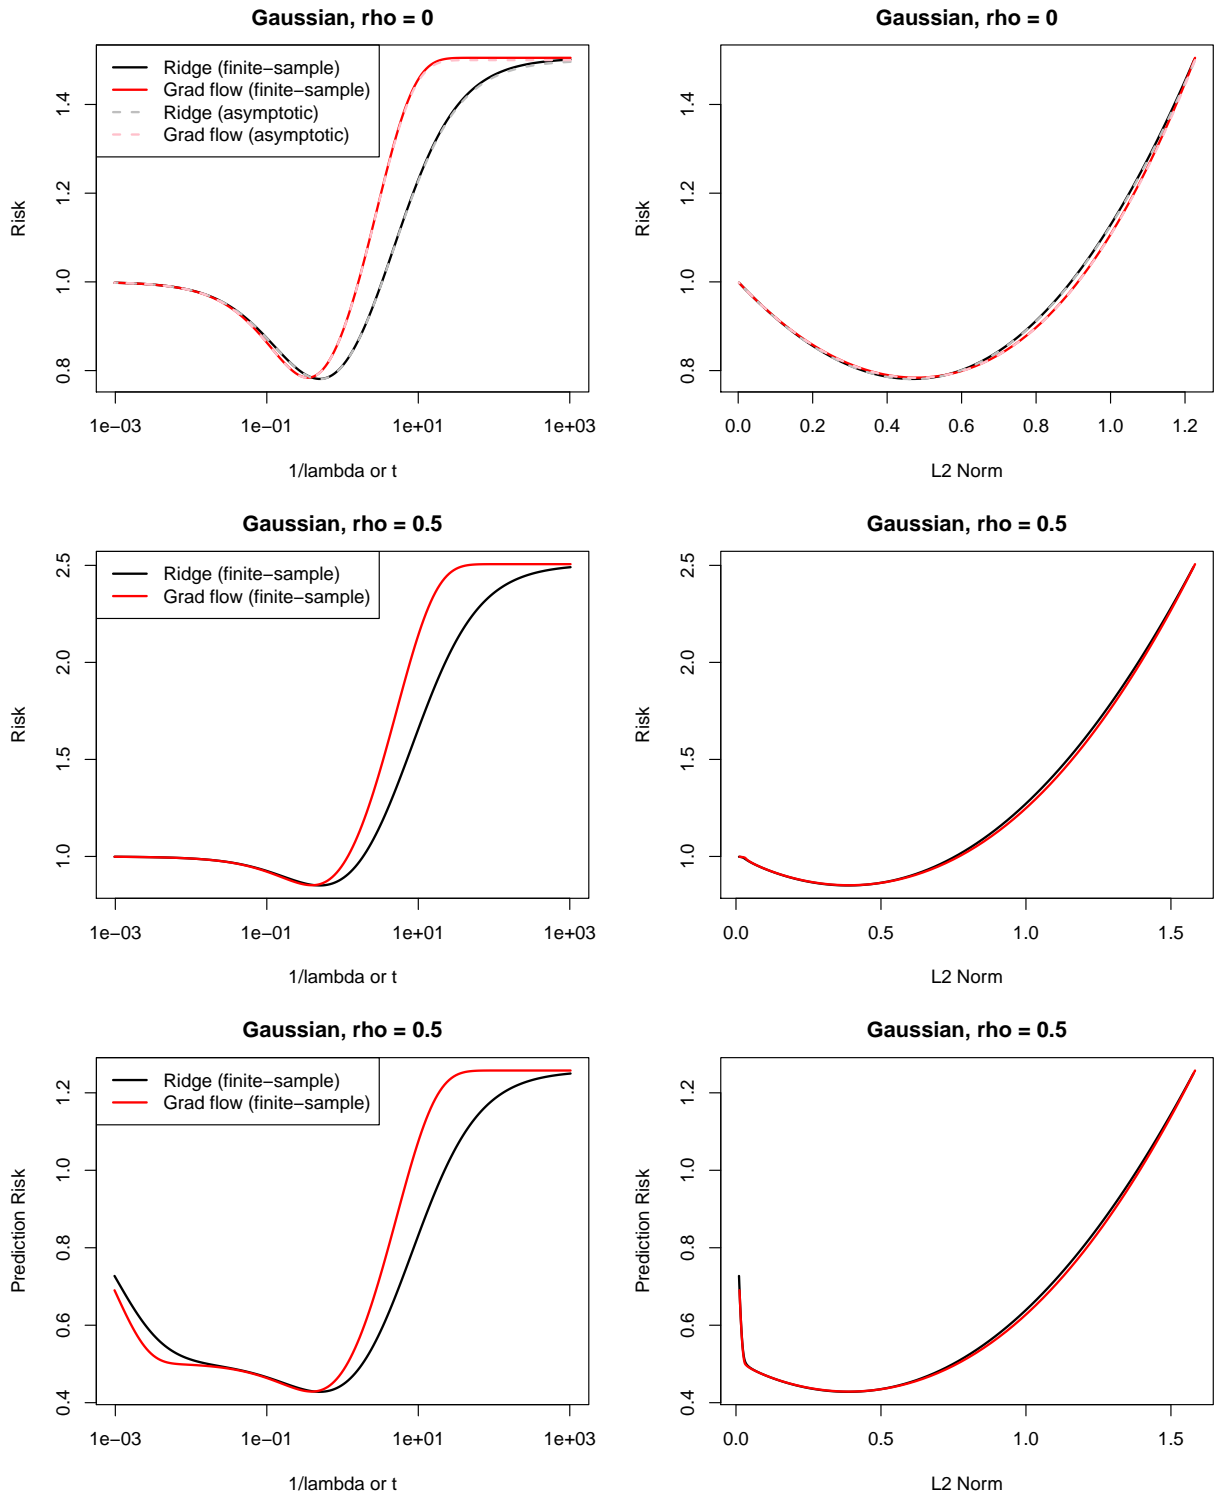 Gaussian, rho = 0
Ridge (finite−sample)
Grad flow (finite−sample)
Ridge (asymptotic)
Grad flow (asymptotic)
Risk
0.8
1.0
1.2
1.4
1e−03
1e−01
1e+01
1e+03
1/lambda or t
Gaussian, rho = 0
Risk
0.8
1.0
1.2
1.4
0.0
0.2
0.4
0.6
0.8
1.0
1.2
L2 Norm
Gaussian, rho = 0.5
Ridge (finite−sample)
Grad flow (finite−sample)
Risk
1.0
1.5
2.0
2.5
1e−03
1e−01
1e+01
1e+03
1/lambda or t
Gaussian, rho = 0.5
Risk
1.0
1.5
2.0
2.5
0.0
0.5
1.0
1.5
L2 Norm
Gaussian, rho = 0.5
Ridge (finite−sample)
Grad flow (finite−sample)
Prediction Risk
0.4
0.6
0.8
1.0
1.2
1e−03
1e−01
1e+01
1e+03
1/lambda or t
Gaussian, rho = 0.5
Prediction Risk
0.4
0.6
0.8
1.0
1.2
0.0
0.5
1.0
1.5
L2 Norm